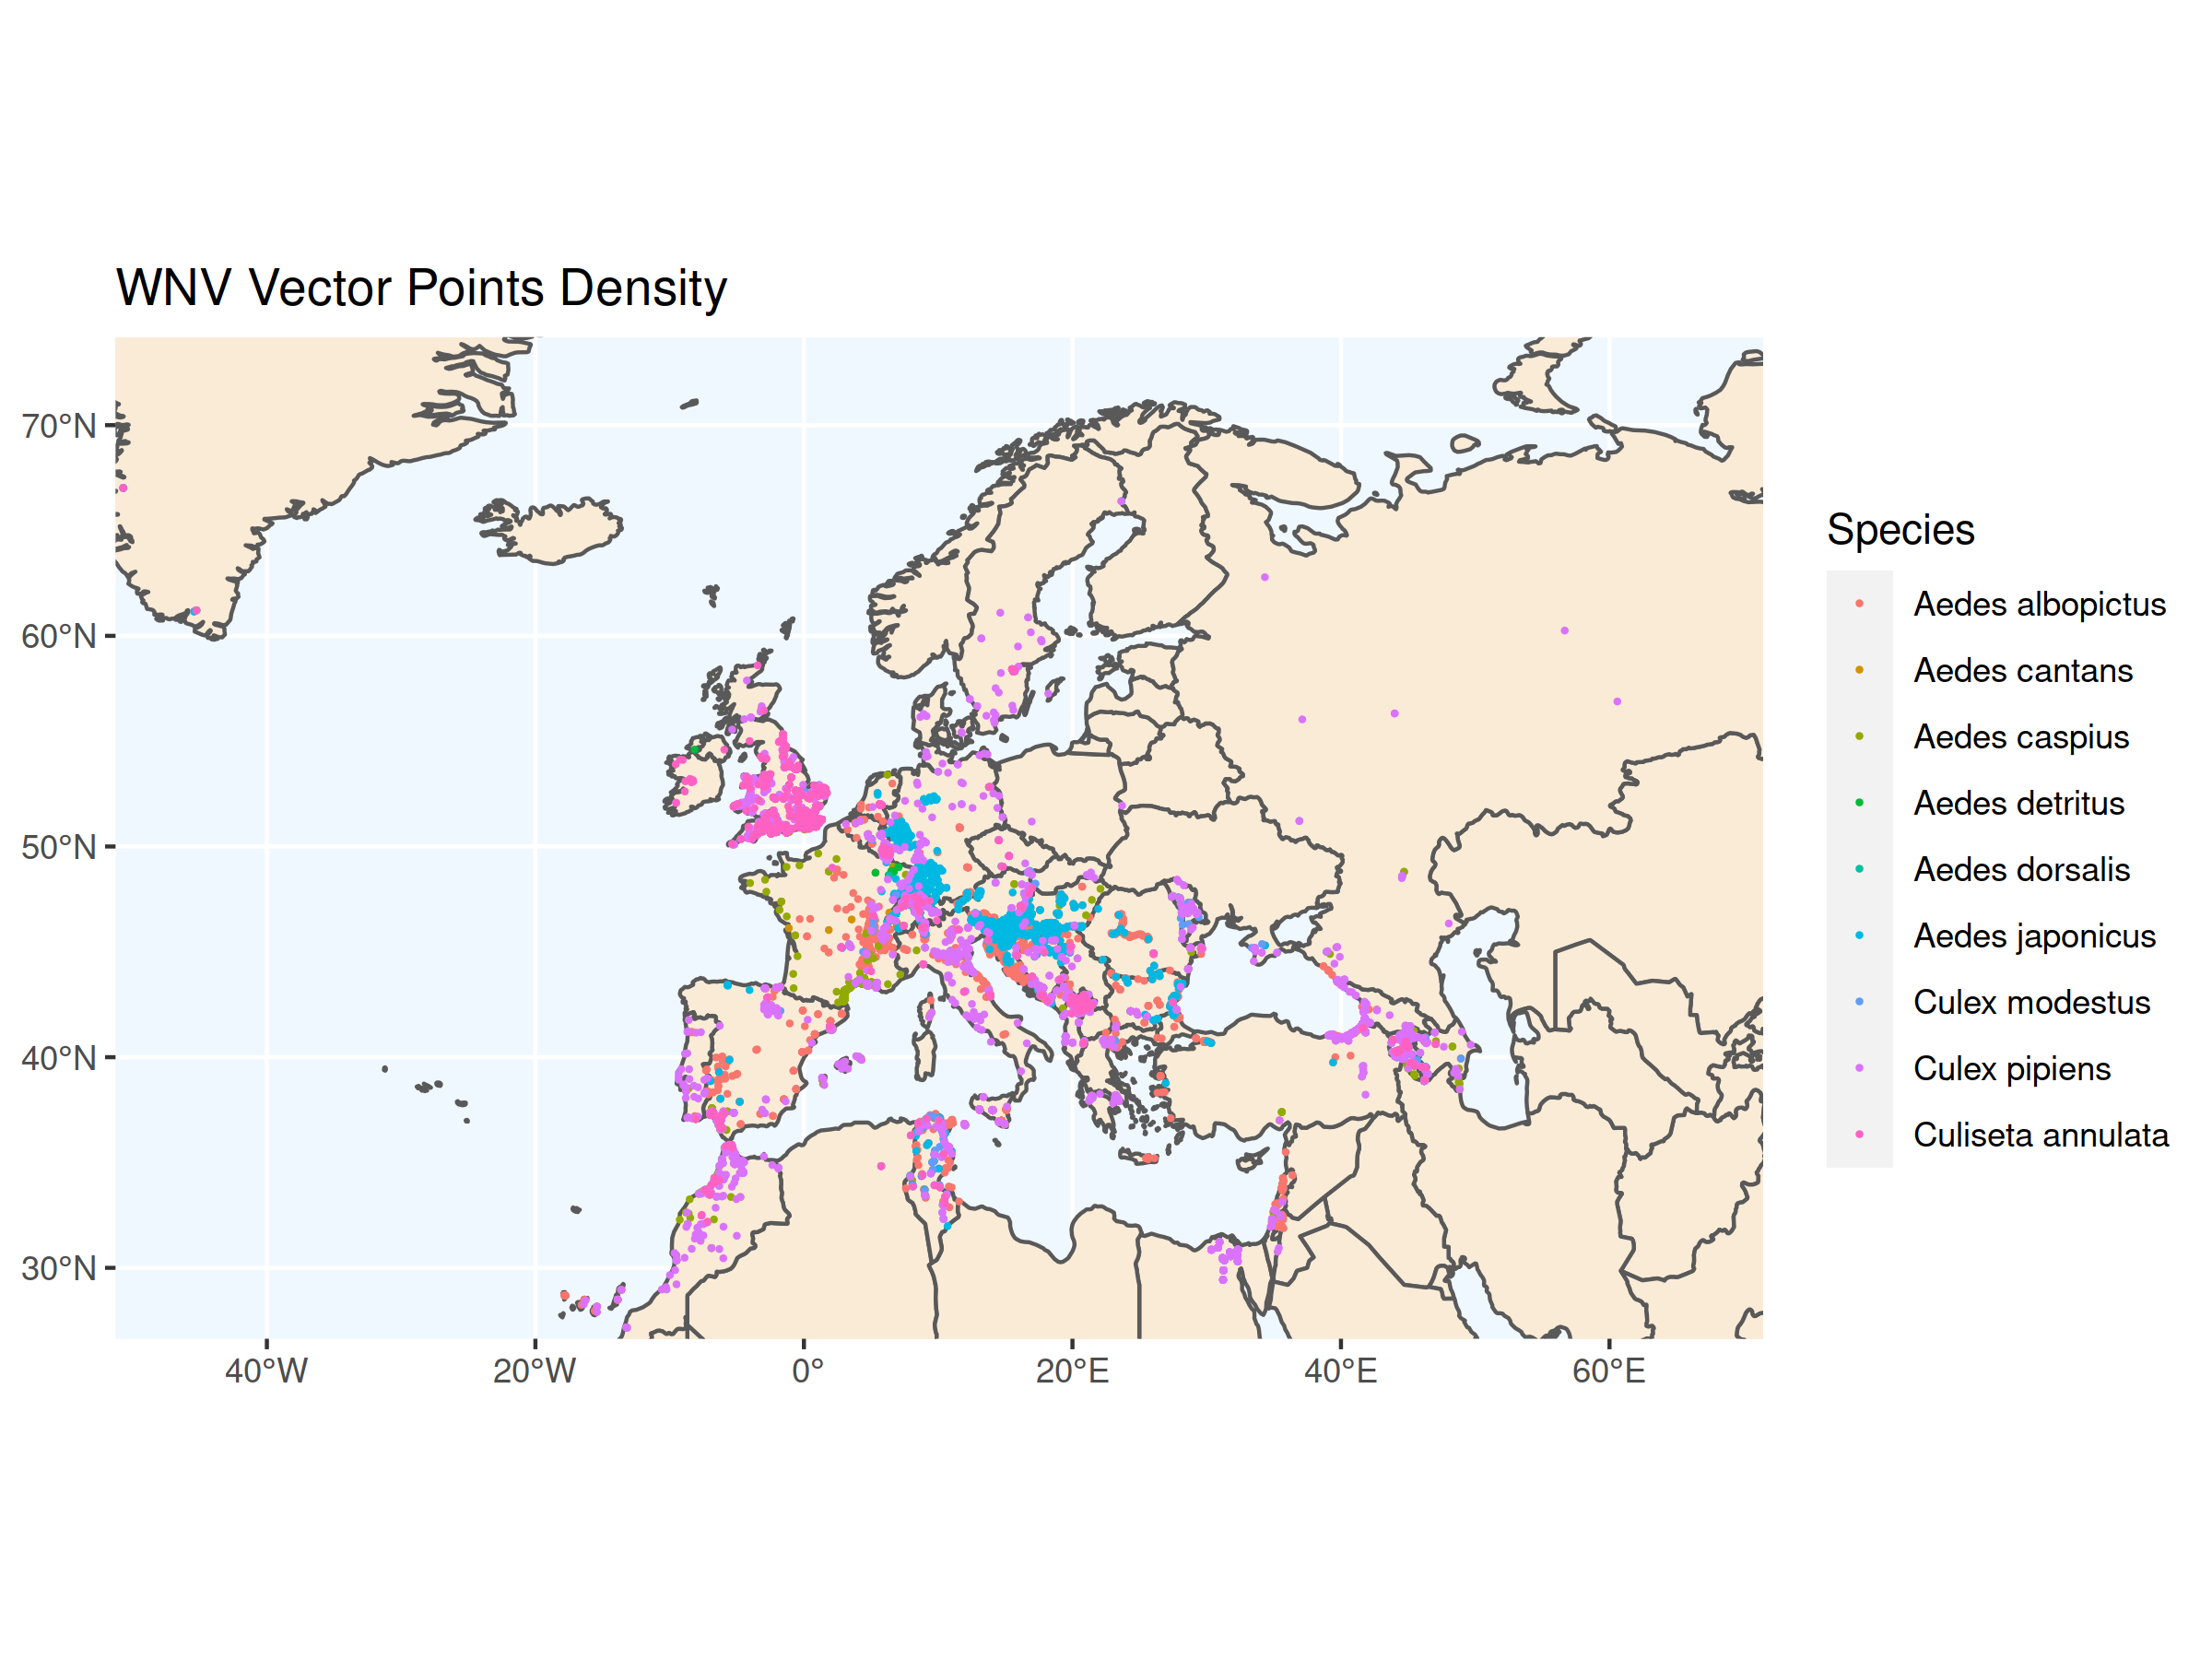 WNV Vector Points Density
70°N
60°N
50°N
40°N
30°N
40°W
20°W
0°
20°E
40°E
60°E
Species
Aedes albopictus
Aedes cantans
Aedes caspius
Aedes detritus
Aedes dorsalis
Aedes japonicus
Culex modestus
Culex pipiens
Culiseta annulata